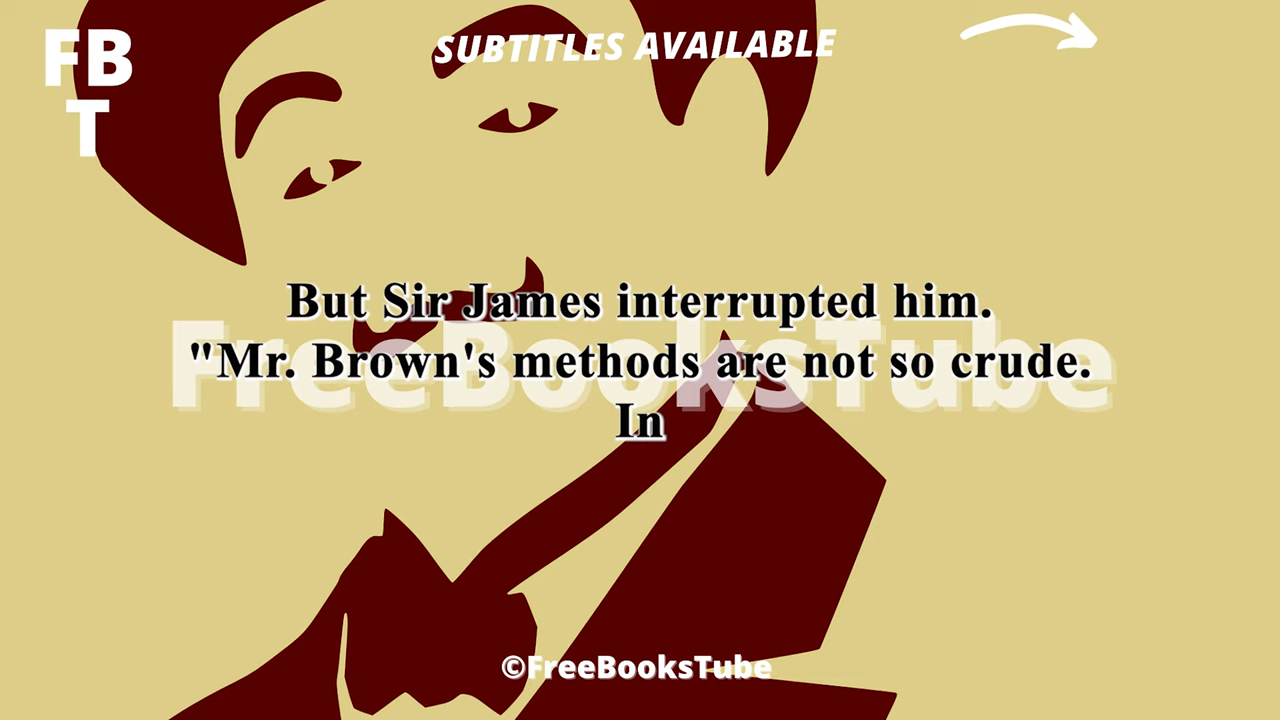 FB
T
SUBTITLES AVAILABLE
But Sir James interrupted him.
"Mr. Brown's methods are not so crude.
In
FreeBooksTube
©FreeBooksTube